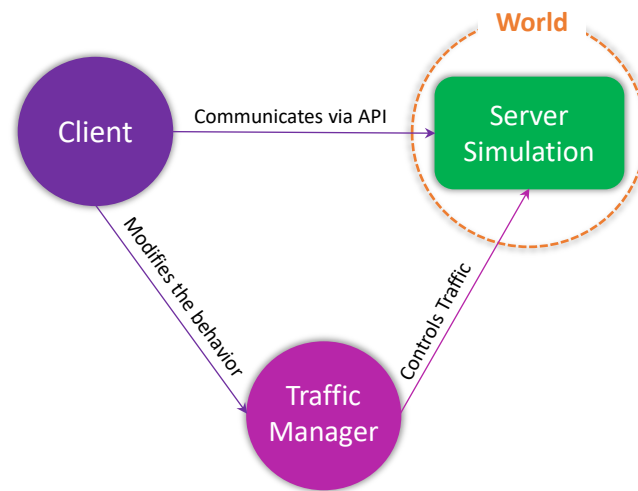 World
Client
Communicates via API
Server
Simulation
Modifies the behavior
Controls Traffic
Traffic
Manager